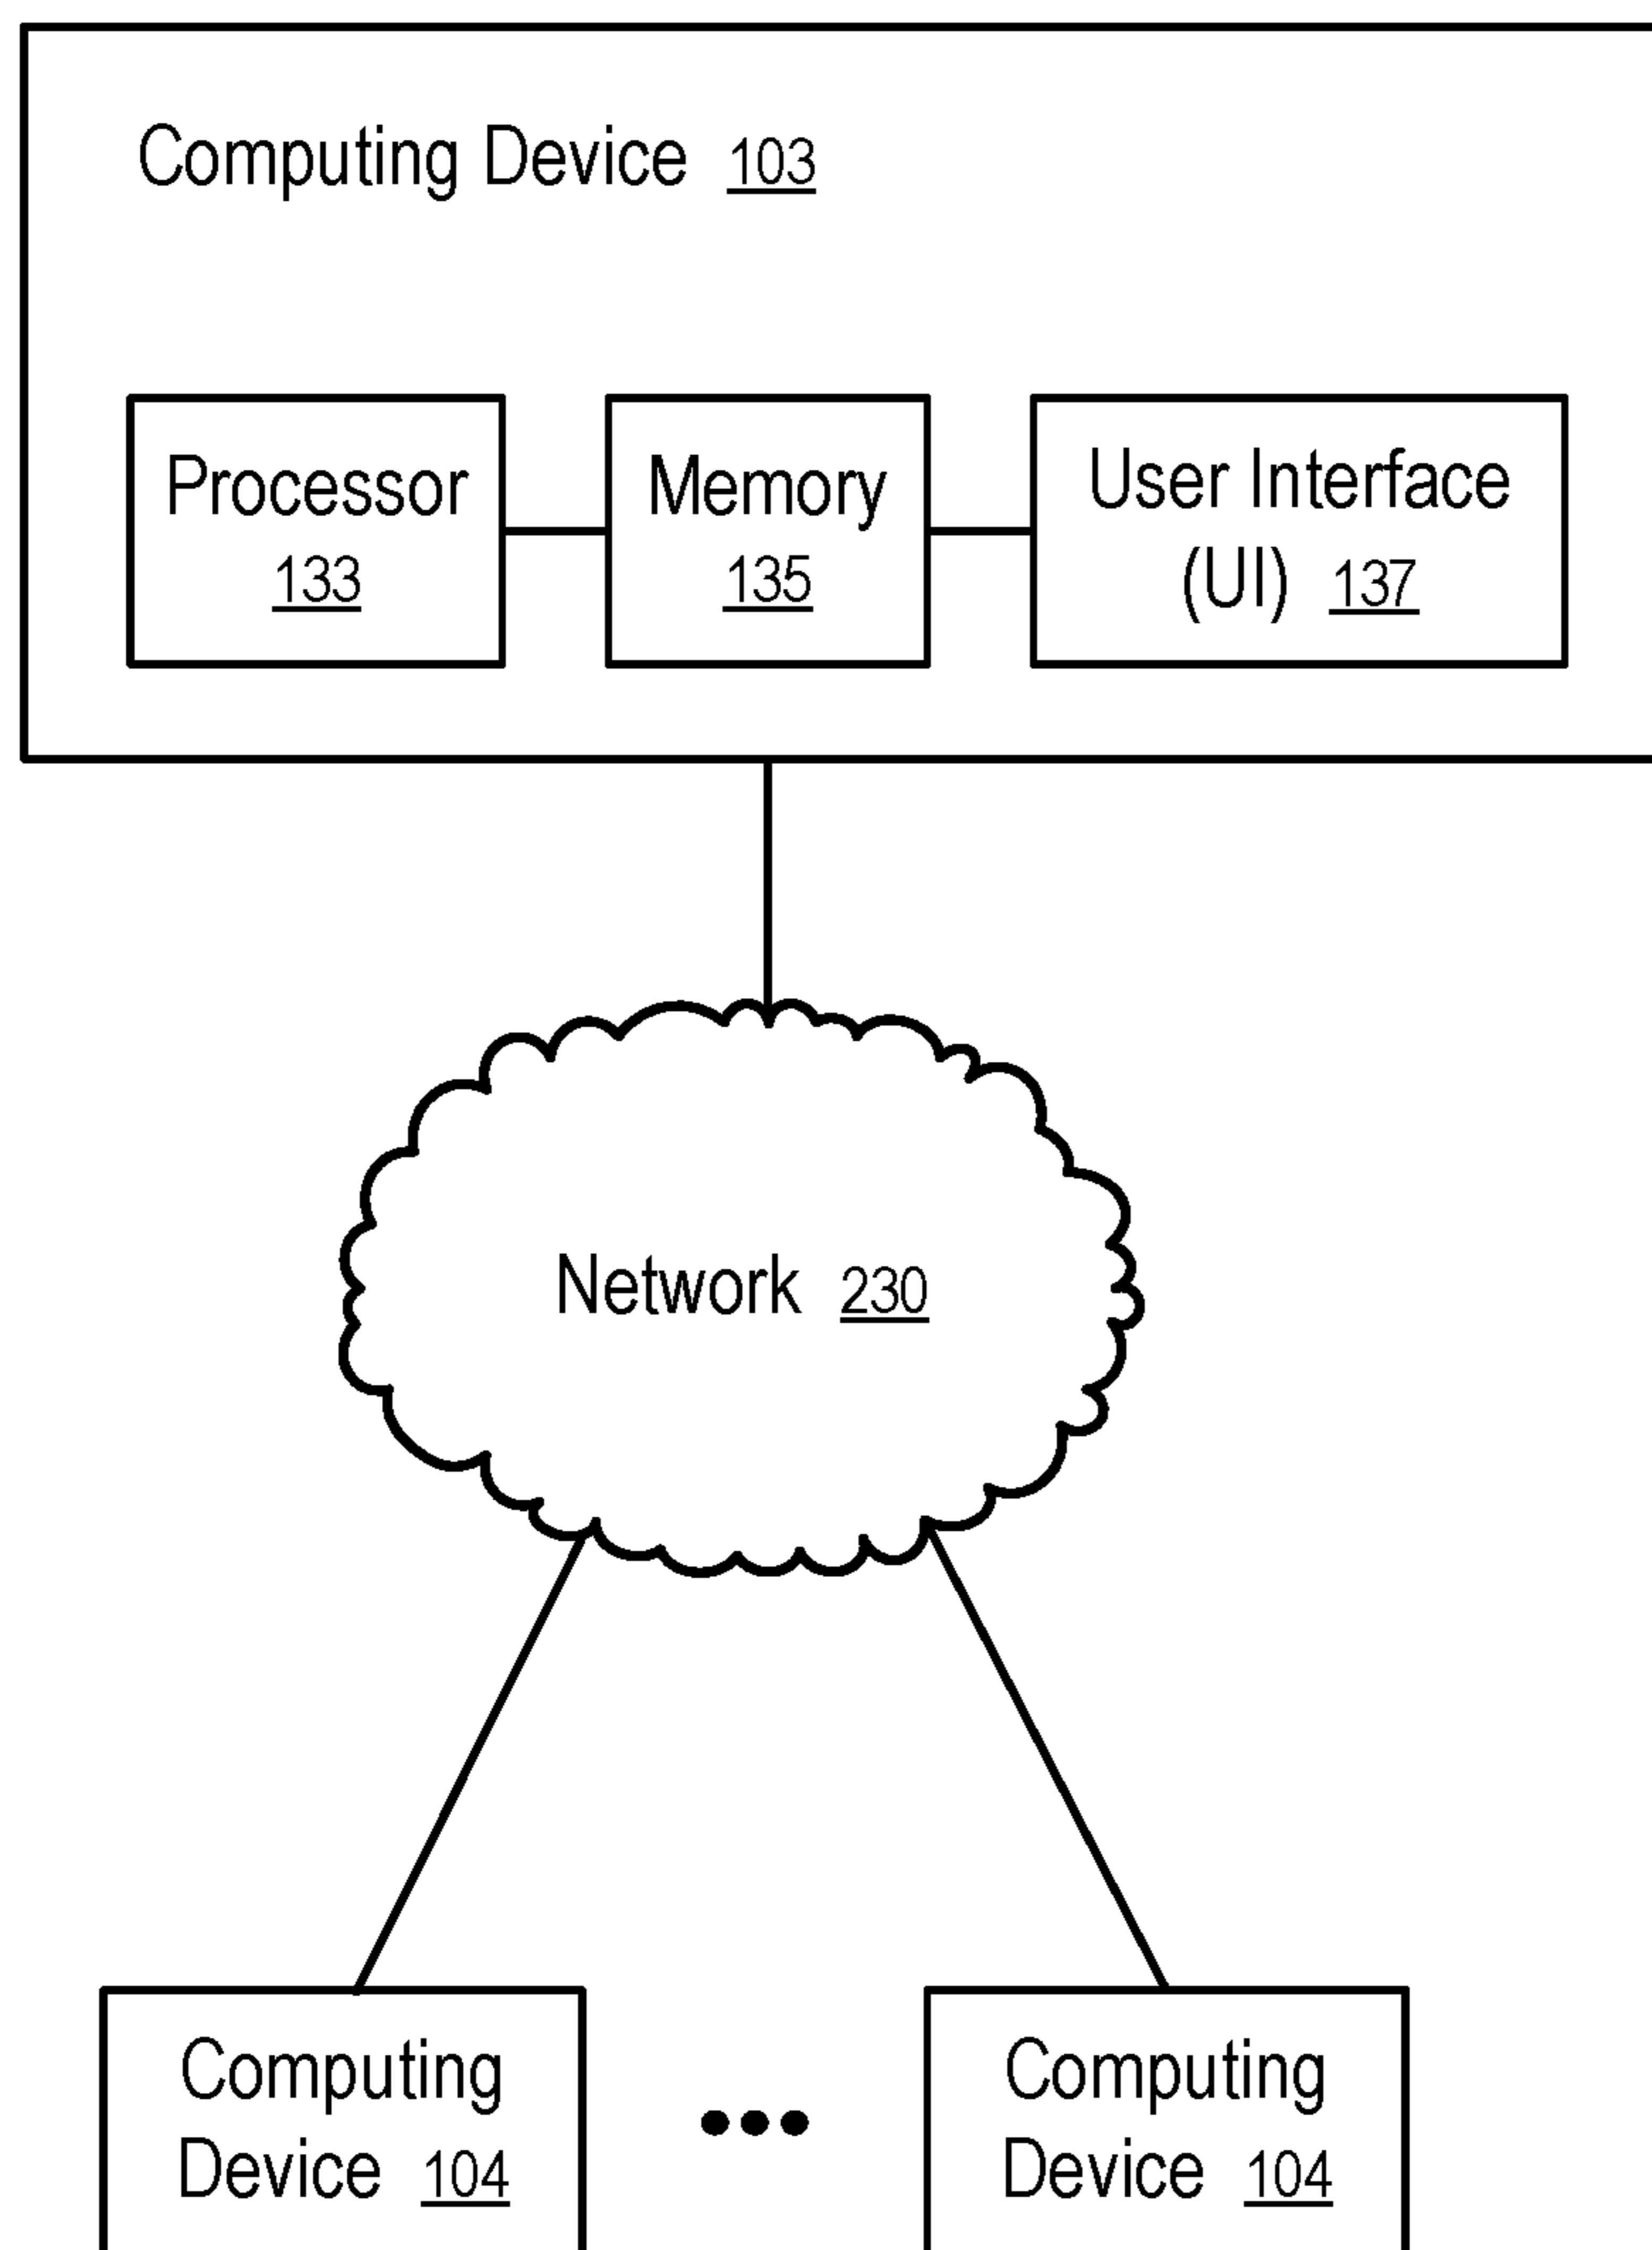 Computing Device 103
Processor
133
Memory
135
User Interface
(UI) 137
Network 230
Computing
Device 104
Computing
Device 104